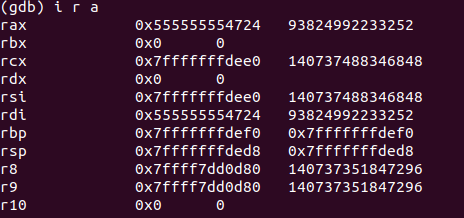 (gdb) i r a
rax 0x555555554724 93824992233252
rbx 0x0 0
rcx 0x7fffffffdee0 140737488346848
rdx 0x0 0
rsi 0x7fffffffdee0 140737488346848
rdi 0x555555554724 93824992233252
rbp 0x7fffffffdef0 0x7fffffffdef0
rsp 0x7fffffffded8 0x7fffffffded8
r8 0x7ffff7dd0d80 140737351847296
r9 0x7ffff7dd0d80 140737351847296
r10 0x0 0